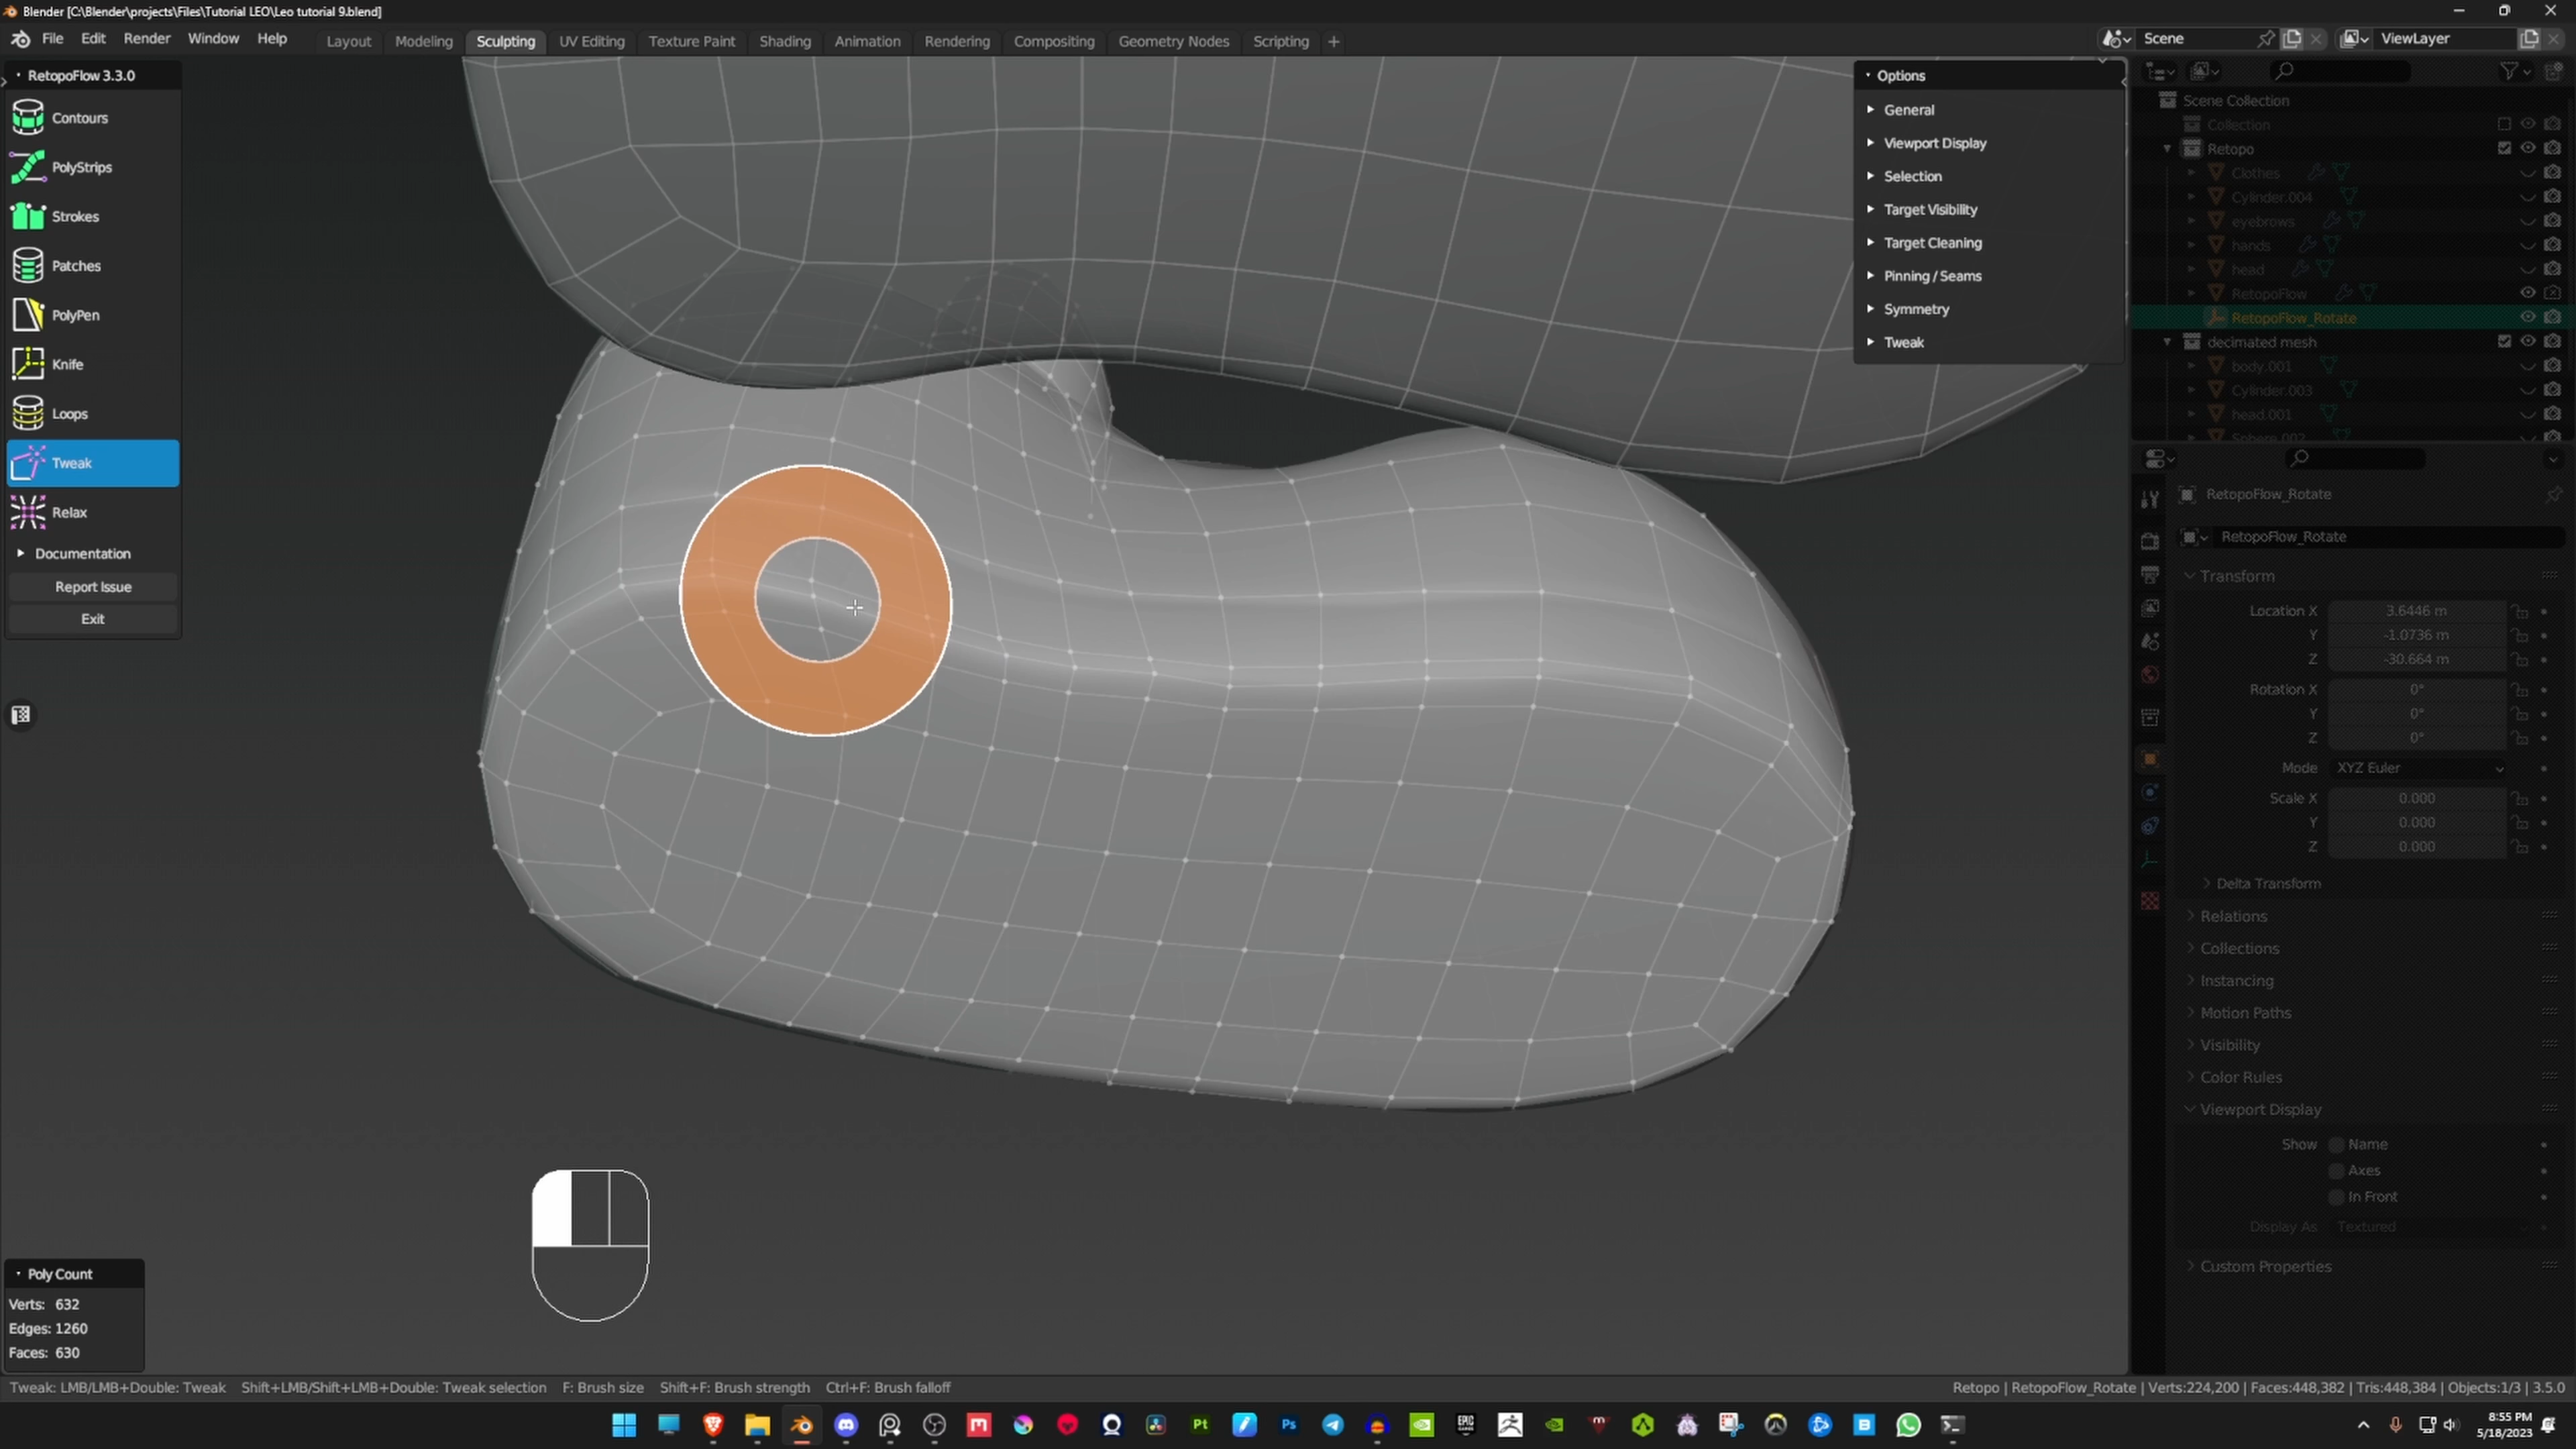 Blender [C:\Blender\projects\Files\Tutorial LEO\Leo tutorial 9.blend]
File Edit Render Window Help Layout Modeling Sculpting UV Editing Texture Paint Shading Animation Rendering Compositing Geometry Nodes Scripting + Scene ViewLayer
RetopoFlow 3.3.0
Contours
PolyStrips
Strokes
Patches
PolyPen
Knife
Loops
Tweak
Relax
Documentation
Report Issue
Exit
Options
General
Viewport Display
Selection
Target Visibility
Target Cleaning
Pinning / Seams
Symmetry
Tweak
Scene Collection
Collection
Retopo
Clothes
Cylinder.004
eyebrows
hands
head
RetopoFlow
RetopoFlow_Rotate
decimated mesh
body.001
Cylinder.003
head.001
Sphere.002
RetopoFlow_Rotate
RetopoFlow_Rotate
Transform
Location X 3.6446 m
Y -1.0736 m
Z -30.664 m
Rotation X 0°
Y 0°
Z 0°
Mode XYZ Euler
Scale X 0.000
Y 0.000
Z 0.000
Delta Transform
Relations
Collections
Instancing
Motion Paths
Visibility
Color Rules
Viewport Display
Show Name
Axes
In Front
Display As Textured
Custom Properties
Poly Count
Verts: 632
Edges: 1260
Faces: 630
Tweak: LMB/LMB+Double: Tweak Shift+LMB/Shift+LMB+Double: Tweak selection F: Brush size Shift+F: Brush strength Ctrl+F: Brush falloff
Retopo | RetopoFlow_Rotate | Verts:224,200 | Faces:448,382 | Tris:448,384 | Objects:1/3 | 3.5.0
Pt
Ps
EPIC GAMES
8:55 PM
5/18/2023